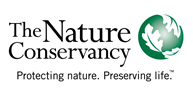 The Nature
Conservancy
Protecting nature. Preserving life.™